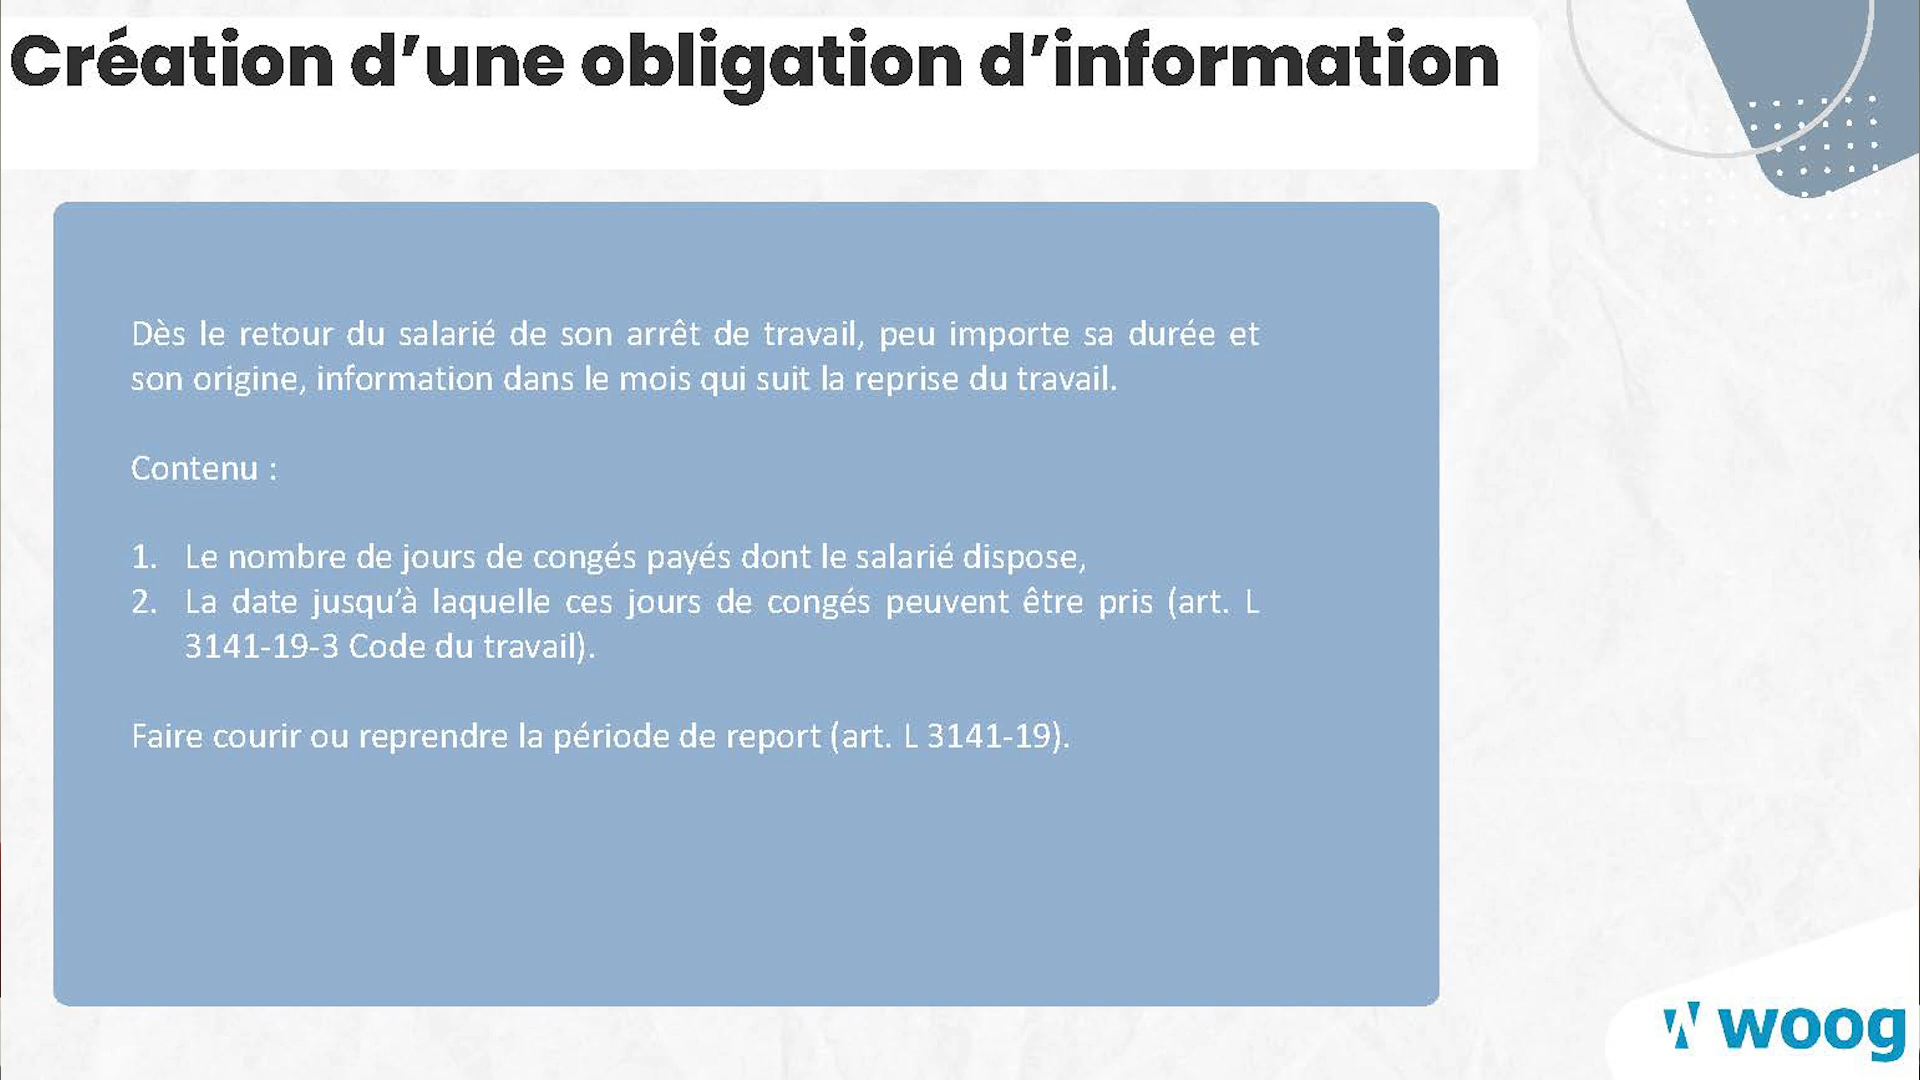 Création d’une obligation d’information
Dès le retour du salarié de son arrêt de travail, peu importe sa durée et
son origine, information dans le mois qui suit la reprise du travail.
Contenu :
1. Le nombre de jours de congés payés dont le salarié dispose,
2. La date jusqu’à laquelle ces jours de congés peuvent être pris (art. L
3141-19-3 Code du travail).
Faire courir ou reprendre la période de report (art. L 3141-19).
woog